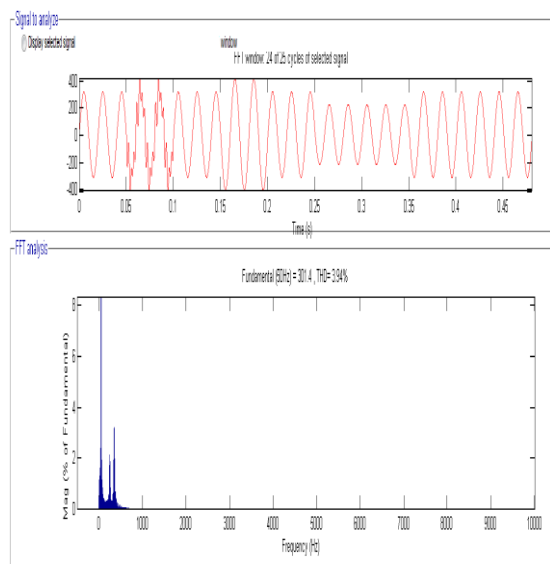 Signal to analyze
Display selected signal
window
FFT window: 24 of 25 cycles of selected signal
400
200
0
-200
-400
0 0.05 0.1 0.15 0.2 0.25 0.3 0.35 0.4 0.45
Time (s)
FFT analysis
Fundamental (50Hz) = 301.4 , THD= 3.94%
Mag (% of Fundamental)
8
6
4
2
0
0 1000 2000 3000 4000 5000 6000 7000 8000 9000 10000
Frequency (Hz)